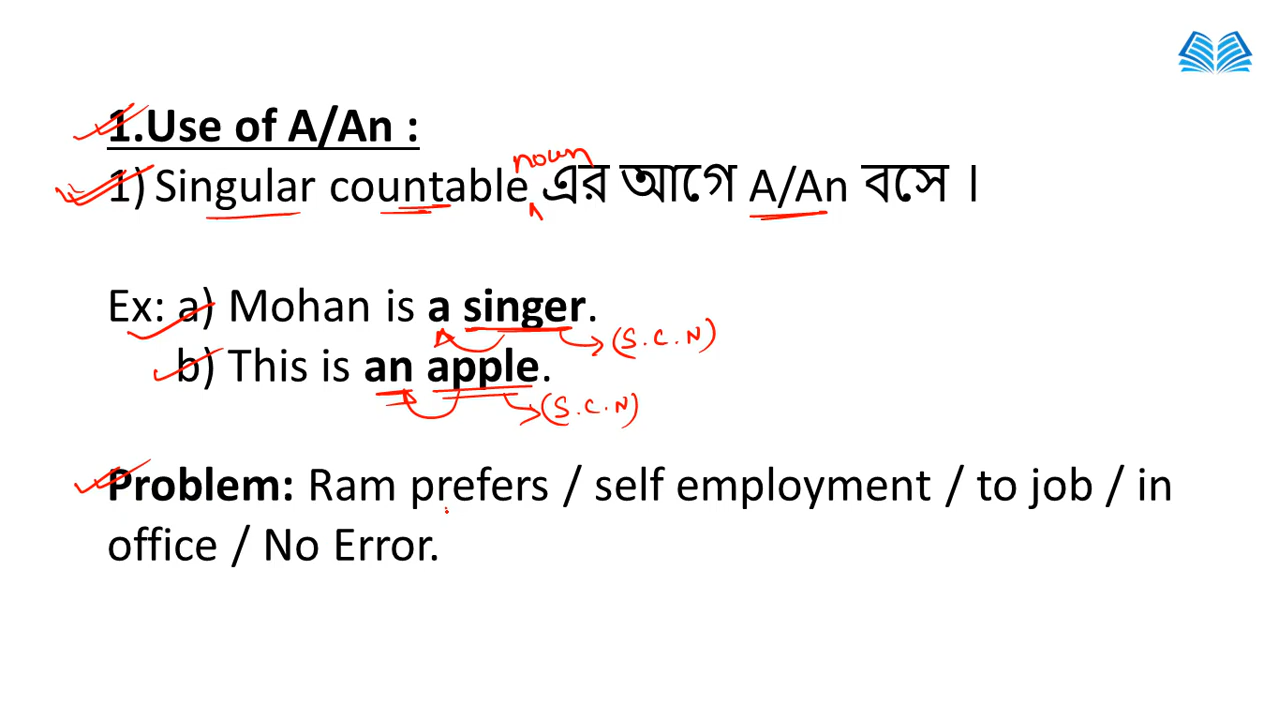 1.Use of A/An :
noun
1) Singular countable এর আগে A/An বসে ।
Ex: a) Mohan is a singer.
(S.C.N)
b) This is an apple.
(S.C.N)
Problem: Ram prefers / self employment / to job / in
office / No Error.